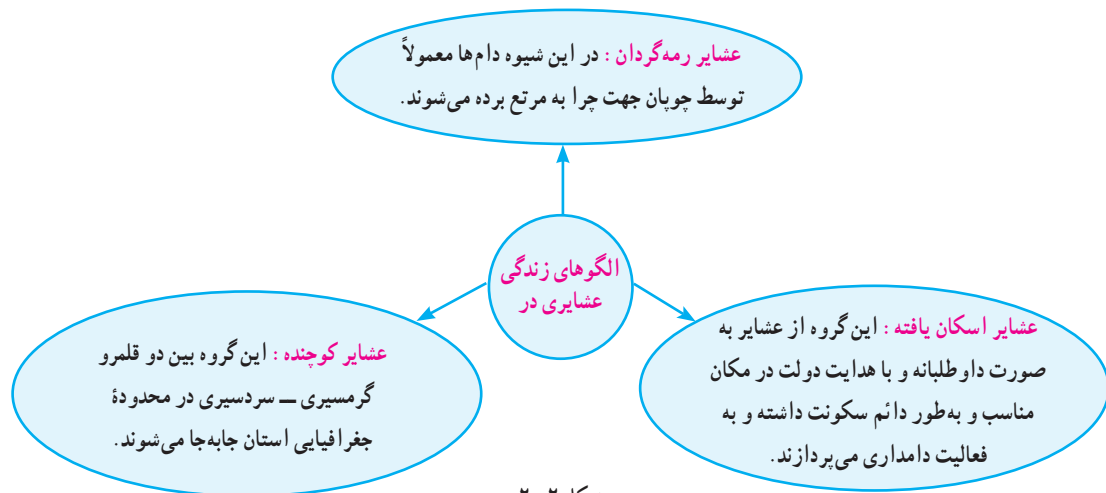 عشایر رمه‌گردان : در این شیوه دام‌ها معمولاً
توسط چوپان جهت چرا به مرتع برده می‌شوند.
الگوهای زندگی
عشایری در
عشایر اسکان یافته : این گروه از عشایر به
صورت داوطلبانه و با هدایت دولت در مکان
مناسب و به‌طور دائم سکونت داشته و به
فعالیت دامداری می‌پردازند.
عشایر کوچنده : این گروه بین دو قلمرو
گرمسیری ــ سردسیری در محدودهٔ
جغرافیایی استان جابه‌جا می‌شوند.